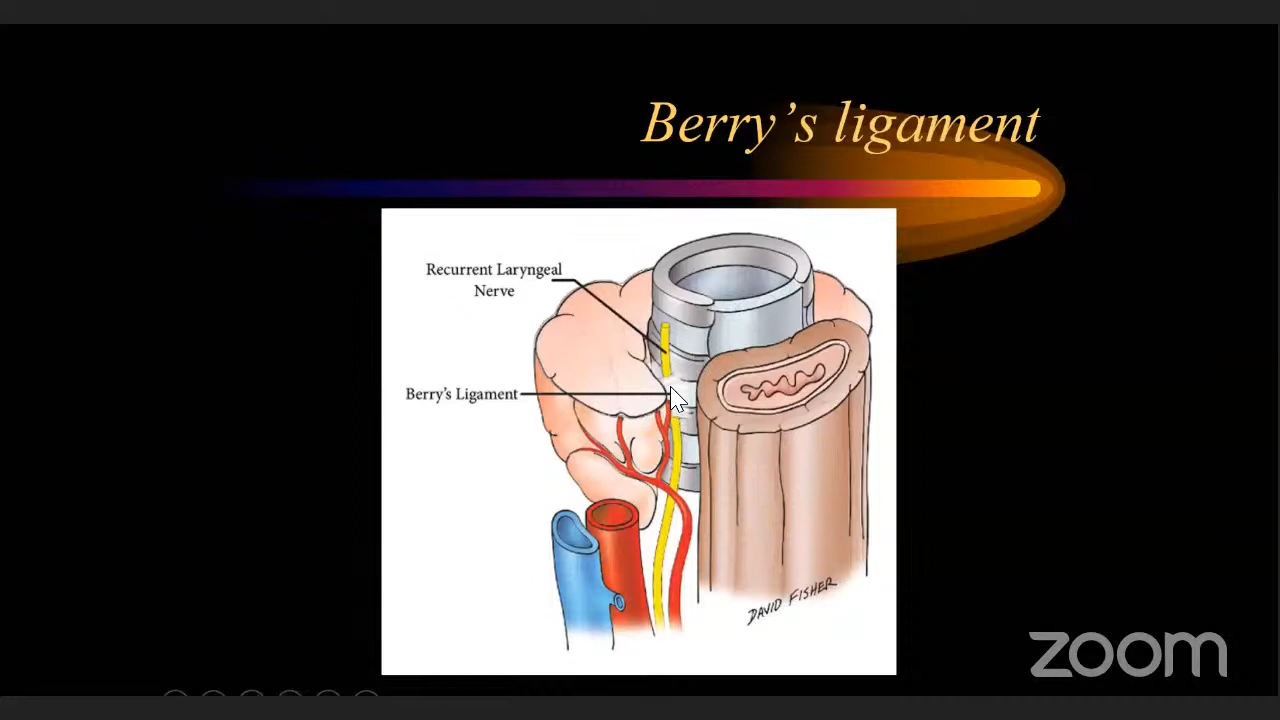 Berry's ligament
Recurrent Laryngeal
Nerve
Berry's Ligament
DAVID FISHER
zoom